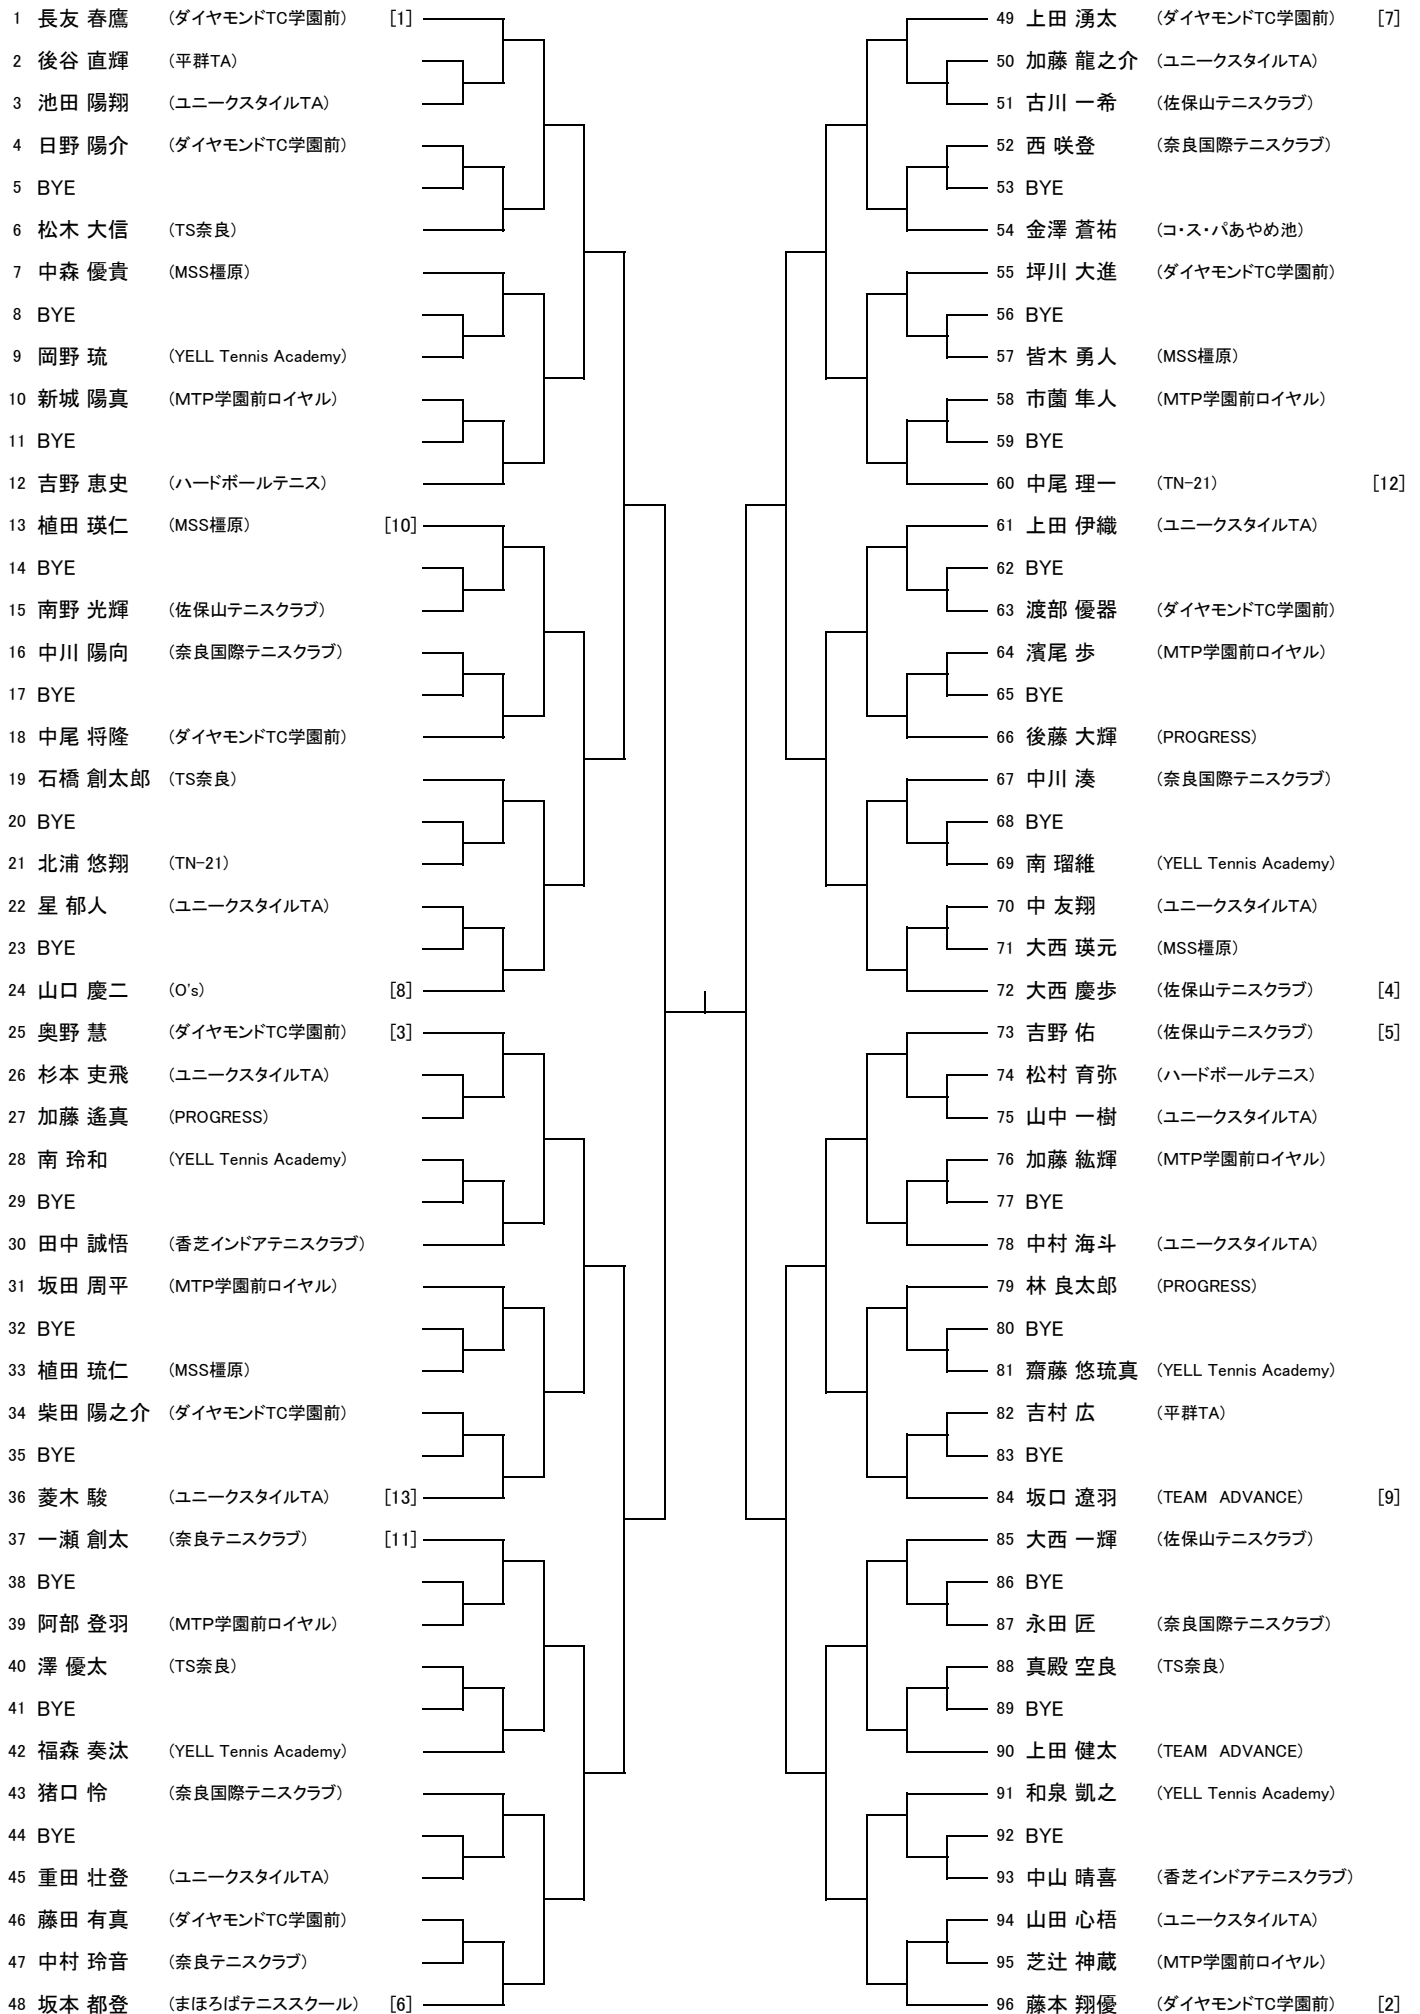 1 長友 春鷹 (ダイヤモンドTC学園前) [1]
2 後谷 直輝 (平群TA)
3 池田 陽翔 (ユニークスタイルTA)
4 日野 陽介 (ダイヤモンドTC学園前)
5 BYE
6 松木 大信 (TS奈良)
7 中森 優貴 (MSS橿原)
8 BYE
9 岡野 琉 (YELL Tennis Academy)
10 新城 陽真 (MTP学園前ロイヤル)
11 BYE
12 吉野 恵史 (ハードボールテニス)
13 植田 瑛仁 (MSS橿原) [10]
14 BYE
15 南野 光輝 (佐保山テニスクラブ)
16 中川 陽向 (奈良国際テニスクラブ)
17 BYE
18 中尾 将隆 (ダイヤモンドTC学園前)
19 石橋 創太郎 (TS奈良)
20 BYE
21 北浦 悠翔 (TN-21)
22 星 郁人 (ユニークスタイルTA)
23 BYE
24 山口 慶二 (O's) [8]
25 奥野 慧 (ダイヤモンドTC学園前) [3]
26 杉本 吏飛 (ユニークスタイルTA)
27 加藤 遙真 (PROGRESS)
28 南 玲和 (YELL Tennis Academy)
29 BYE
30 田中 誠悟 (香芝インドアテニスクラブ)
31 坂田 周平 (MTP学園前ロイヤル)
32 BYE
33 植田 琉仁 (MSS橿原)
34 柴田 陽之介 (ダイヤモンドTC学園前)
35 BYE
36 菱木 駿 (ユニークスタイルTA) [13]
37 一瀬 創太 (奈良テニスクラブ) [11]
38 BYE
39 阿部 登羽 (MTP学園前ロイヤル)
40 澤 優太 (TS奈良)
41 BYE
42 福森 奏汰 (YELL Tennis Academy)
43 猪口 怜 (奈良国際テニスクラブ)
44 BYE
45 重田 壮登 (ユニークスタイルTA)
46 藤田 有真 (ダイヤモンドTC学園前)
47 中村 玲音 (奈良テニスクラブ)
48 坂本 都登 (まほろばテニススクール) [6]
49 上田 湧太 (ダイヤモンドTC学園前) [7]
50 加藤 龍之介 (ユニークスタイルTA)
51 古川 一希 (佐保山テニスクラブ)
52 西 咲登 (奈良国際テニスクラブ)
53 BYE
54 金澤 蒼祐 (コ・ス・パあやめ池)
55 坪川 大進 (ダイヤモンドTC学園前)
56 BYE
57 皆木 勇人 (MSS橿原)
58 市薗 隼人 (MTP学園前ロイヤル)
59 BYE
60 中尾 理一 (TN-21) [12]
61 上田 伊織 (ユニークスタイルTA)
62 BYE
63 渡部 優器 (ダイヤモンドTC学園前)
64 濱尾 歩 (MTP学園前ロイヤル)
65 BYE
66 後藤 大輝 (PROGRESS)
67 中川 湊 (奈良国際テニスクラブ)
68 BYE
69 南 瑠維 (YELL Tennis Academy)
70 中 友翔 (ユニークスタイルTA)
71 大西 瑛元 (MSS橿原)
72 大西 慶歩 (佐保山テニスクラブ) [4]
73 吉野 佑 (佐保山テニスクラブ) [5]
74 松村 育弥 (ハードボールテニス)
75 山中 一樹 (ユニークスタイルTA)
76 加藤 紘輝 (MTP学園前ロイヤル)
77 BYE
78 中村 海斗 (ユニークスタイルTA)
79 林 良太郎 (PROGRESS)
80 BYE
81 齋藤 悠琉真 (YELL Tennis Academy)
82 吉村 広 (平群TA)
83 BYE
84 坂口 遼羽 (TEAM ADVANCE) [9]
85 大西 一輝 (佐保山テニスクラブ)
86 BYE
87 永田 匠 (奈良国際テニスクラブ)
88 真殿 空良 (TS奈良)
89 BYE
90 上田 健太 (TEAM ADVANCE)
91 和泉 凱之 (YELL Tennis Academy)
92 BYE
93 中山 晴喜 (香芝インドアテニスクラブ)
94 山田 心梧 (ユニークスタイルTA)
95 芝辻 神蔵 (MTP学園前ロイヤル)
96 藤本 翔優 (ダイヤモンドTC学園前) [2]